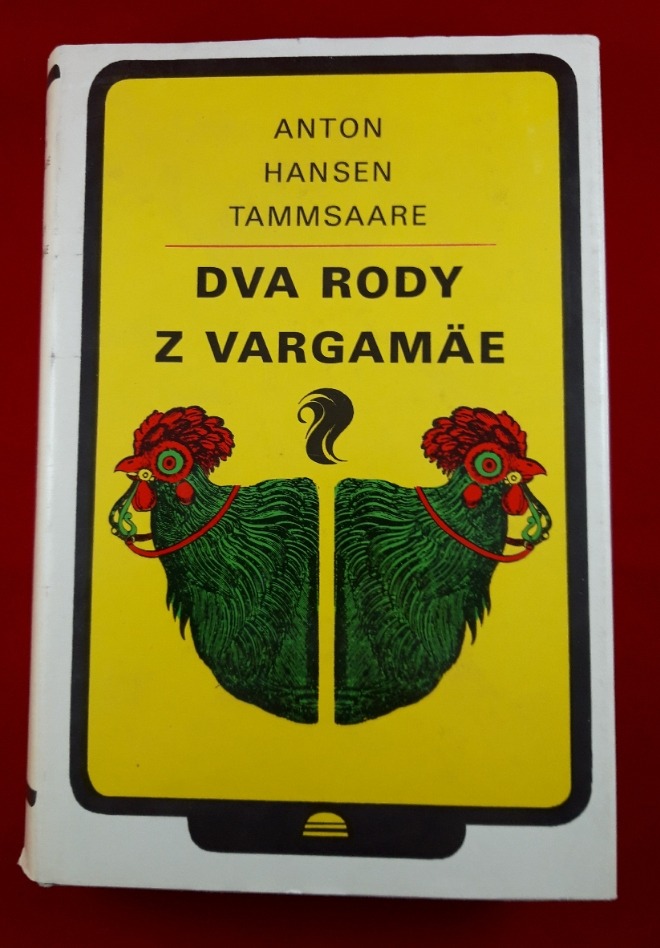 ANTON
HANSEN
TAMMSAARE
DVA RODY
Z VARGAMÄE